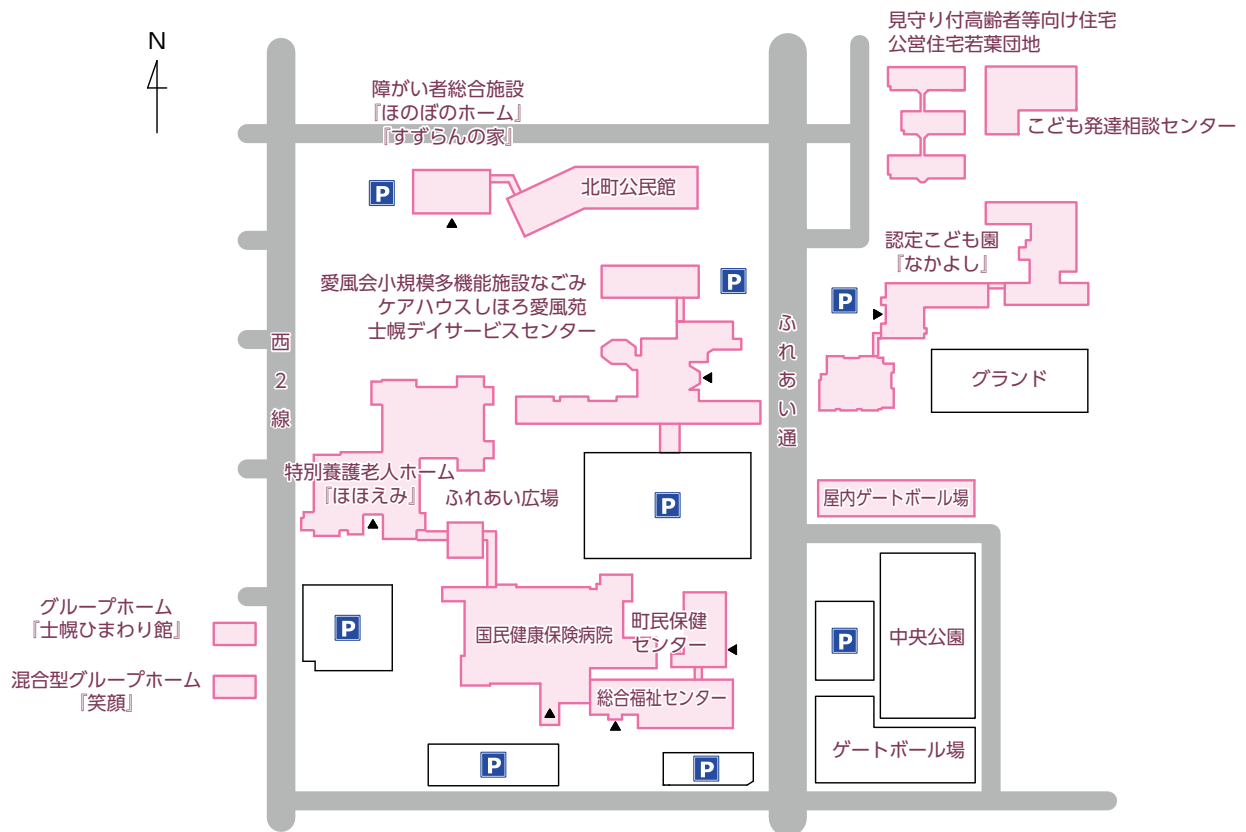 N
見守り付高齢者等向け住宅
公営住宅若葉団地
こども発達相談センター
障がい者総合施設
『ほのぼのホーム』
『すずらんの家』
P
北町公民館
認定こども園
『なかよし』
P
愛風会小規模多機能施設なごみ
ケアハウスしほろ愛風苑
士幌デイサービスセンター
P
西2線
ふれあい通
グランド
特別養護老人ホーム
『ほほえみ』
ふれあい広場
P
屋内ゲートボール場
グループホーム
『士幌ひまわり館』
混合型グループホーム
『笑顔』
P
国民健康保険病院
町民保健
センター
総合福祉センター
P
中央公園
ゲートボール場
P
P